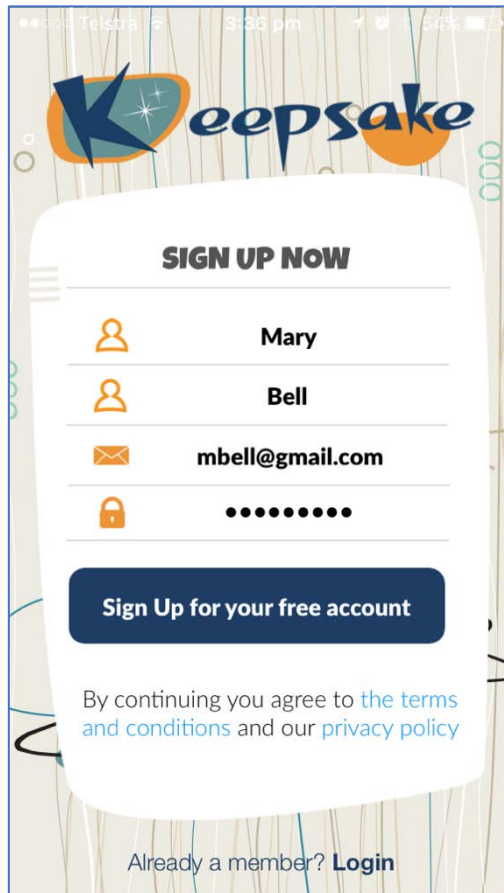 Telstra 3:36 pm 54%
Keepsake
SIGN UP NOW
Mary
Bell
mbell@gmail.com
•••••••••
Sign Up for your free account
By continuing you agree to the terms
and conditions and our privacy policy
Already a member? Login